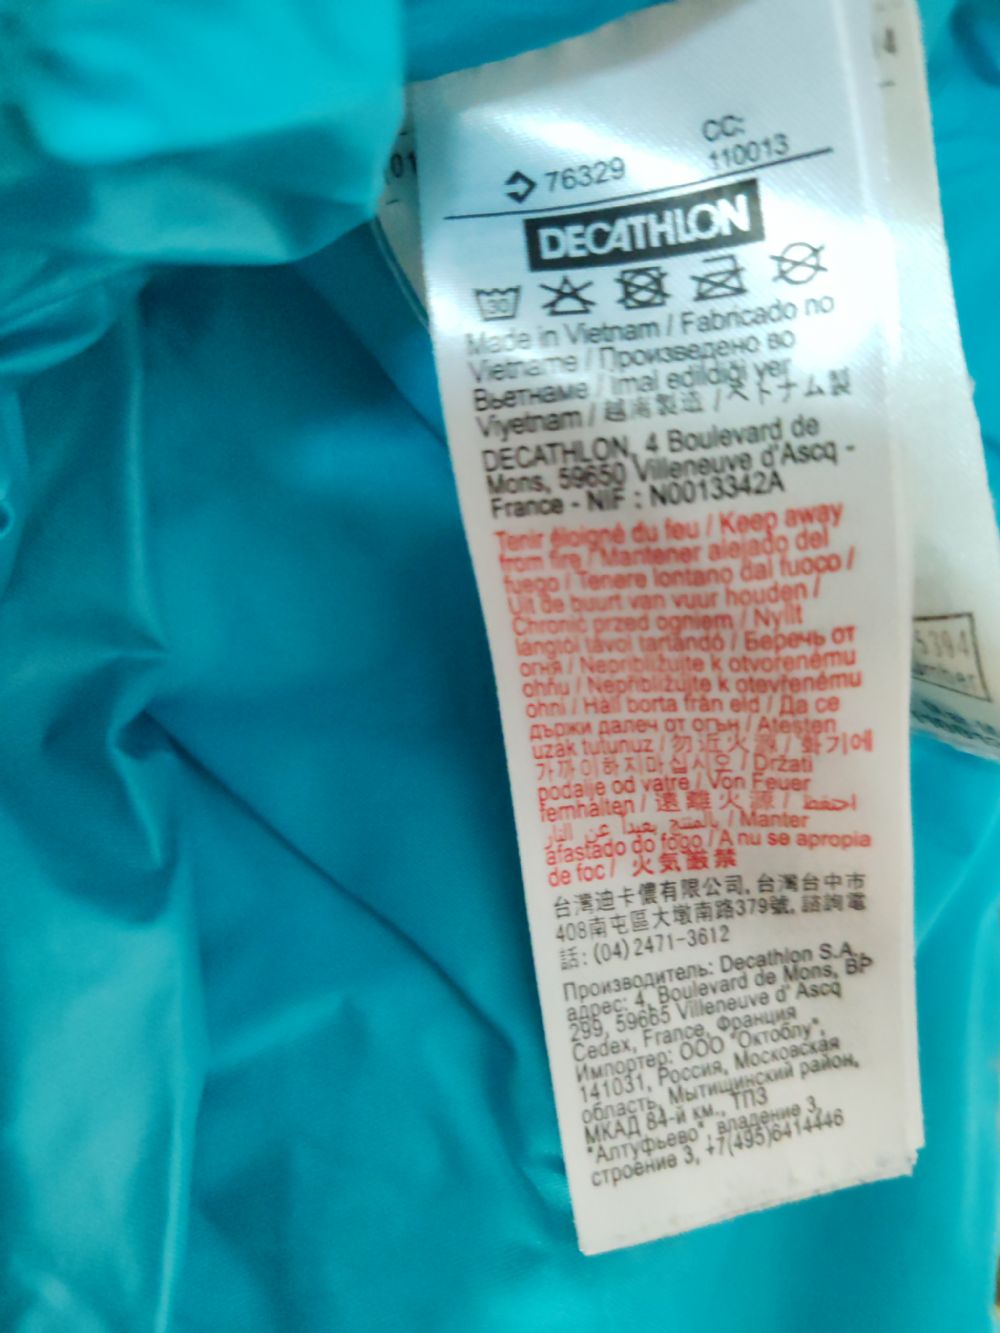 76329
CC:
110013
DECATHLON
30
Made in Vietnam / Fabricado no
Vietname / Произведено во
Вьетнаме / Imal edildiği yer
Viyetnam / 越南製造 / ベトナム製
DECATHLON, 4 Boulevard de
Mons, 59650 Villeneuve d'Ascq -
France - NIF : N0013342A
Tenir éloigné du feu / Keep away
from fire / Mantener alejado del
fuego / Tenere lontano dal fuoco /
Uit de buurt van vuur houden /
Chronić przed ogniem / Nyílt
lángtól távol tartandó / Беречь от
огня / Nepribližujte k otvorenému
ohňu / Nepřibližujte k otevřenému
ohni / Håll borta från eld / Да се
държи далеч от огън / Ateşten
uzak tutunuz / 勿近火源 / 화기에
가까이하지마십시오 / Držati
podalje od vatre / Von Feuer
fernhalten / 遠離火源 / احتفظ
بالمنتج بعيداً عن النار / Manter
afastado do fogo / A nu se apropia
de foc / 火気厳禁
台灣迪卡儂有限公司, 台灣台中市
408南屯區大墩南路379號, 諮詢電
話: (04)2471-3612
Производитель: Decathlon S.A.,
адрес: 4, Boulevard de Mons, BP
299, 59665 Villeneuve d' Ascq
Cedex, France, Франция
Импортер: ООО "Октоблу",
141031, Россия, Московская
область, Мытищинский район,
МКАД 84-й км., ТПЗ
"Алтуфьево", владение 3,
строение 3, +7(495)6414446
01
4
5394